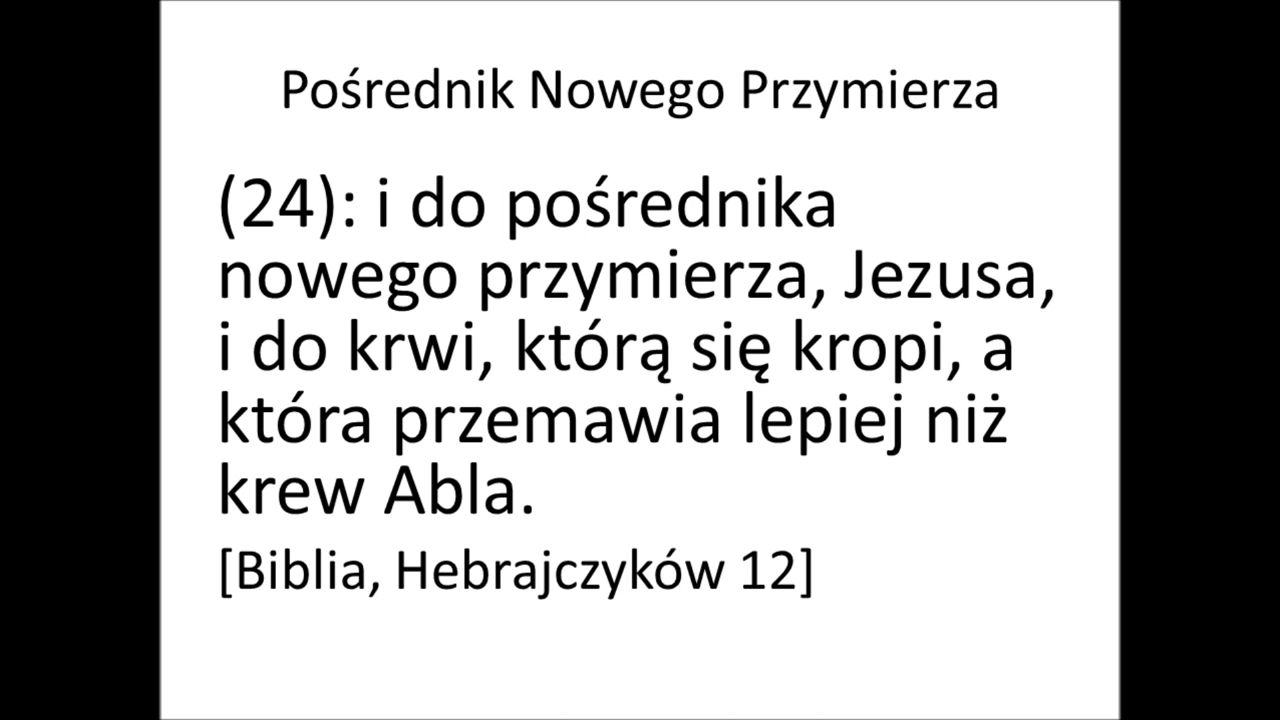 Pośrednik Nowego Przymierza
(24): i do pośrednika
nowego przymierza, Jezusa,
i do krwi, którą się kropi, a
która przemawia lepiej niż
krew Abla.
[Biblia, Hebrajczyków 12]